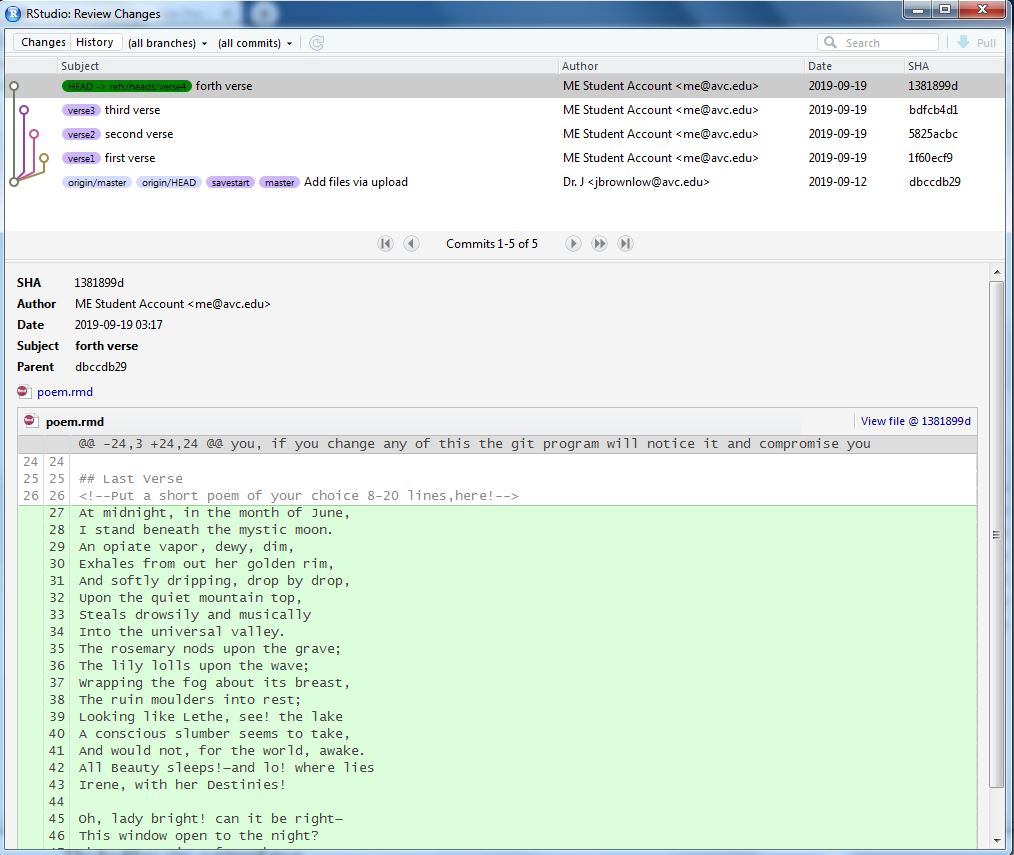 RStudio: Review Changes
Changes History (all branches) (all commits) Search Pull
Subject Author Date SHA
HEAD -> refs/heads/verse4 forth verse ME Student Account <me@avc.edu> 2019-09-19 1381899d
verse3 third verse ME Student Account <me@avc.edu> 2019-09-19 bdfcb4d1
verse2 second verse ME Student Account <me@avc.edu> 2019-09-19 5825acbc
verse1 first verse ME Student Account <me@avc.edu> 2019-09-19 1f60ecf9
origin/master origin/HEAD savestart master Add files via upload Dr. J <jbrownlow@avc.edu> 2019-09-12 dbccdb29
Commits 1-5 of 5
SHA 1381899d
Author ME Student Account <me@avc.edu>
Date 2019-09-19 03:17
Subject forth verse
Parent dbccdb29
poem.rmd
poem.rmd View file @ 1381899d
@@ -24,3 +24,24 @@ you, if you change any of this the git program will notice it and compromise you
24 24
25 25 ## Last Verse
26 26 <!--Put a short poem of your choice 8-20 lines,here!-->
27 At midnight, in the month of June,
28 I stand beneath the mystic moon.
29 An opiate vapor, dewy, dim,
30 Exhales from out her golden rim,
31 And softly dripping, drop by drop,
32 Upon the quiet mountain top,
33 Steals drowsily and musically
34 Into the universal valley.
35 The rosemary nods upon the grave;
36 The lily lolls upon the wave;
37 Wrapping the fog about its breast,
38 The ruin moulders into rest;
39 Looking like Lethe, see! the lake
40 A conscious slumber seems to take,
41 And would not, for the world, awake.
42 All Beauty sleeps!—and lo! where lies
43 Irene, with her Destinies!
44
45 Oh, lady bright! can it be right—
46 This window open to the night?